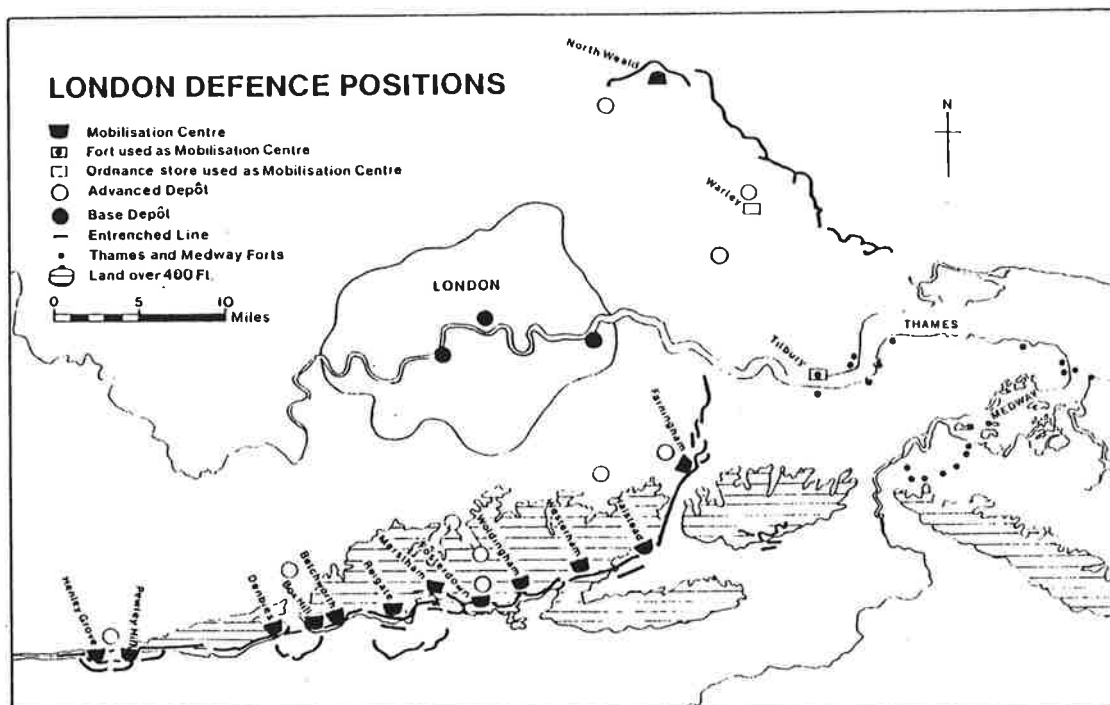 North Weald
LONDON DEFENCE POSITIONS
N
Mobilisation Centre
Fort used as Mobilisation Centre
Ordnance store used as Mobilisation Centre
Advanced Depôt
Base Depôt
Entrenched Line
Thames and Medway Forts
Land over 400 Ft.
0 5 10
Miles
Warley
LONDON
THAMES
Tilbury
MEDWAY
Farningham
Halstead
Westerham
Woldingham
Fosterdown
Merstham
Reigate
Betchworth
Box Hill
Denbies
Pewley Hill
Henley Grove